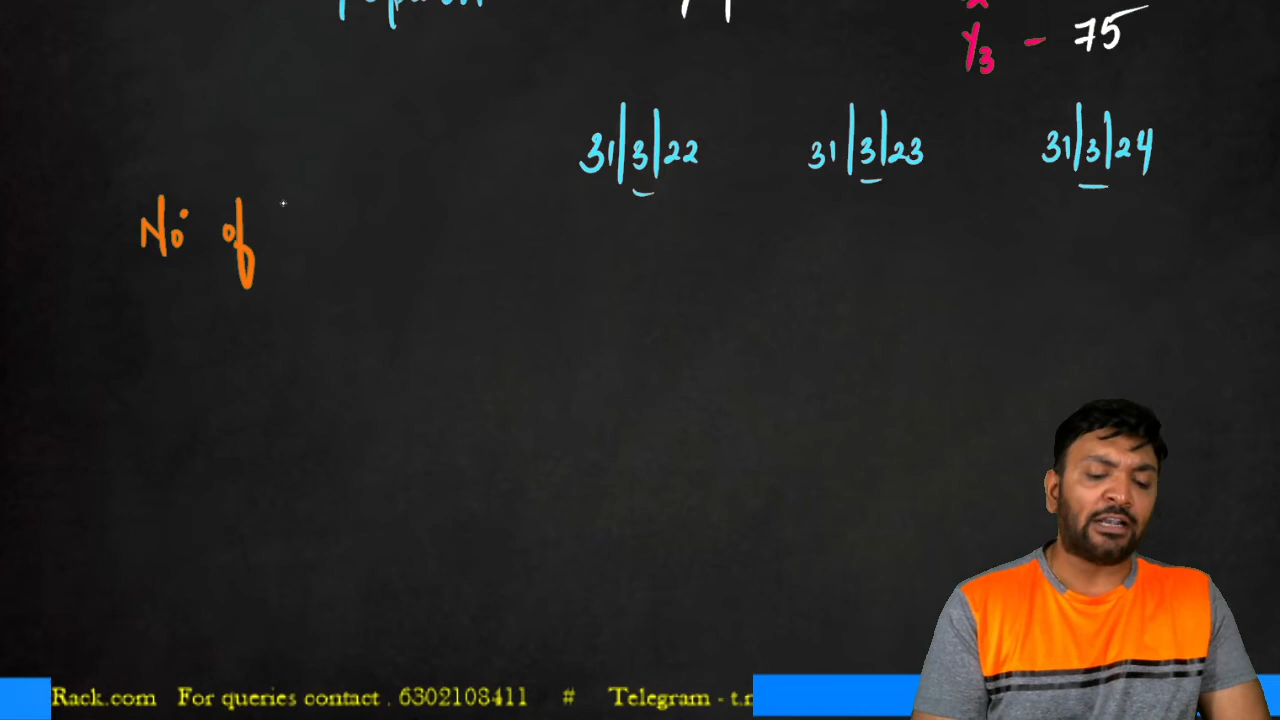 Y3 - 75
31|3|22 31|3|23 31|3|24
No of
Rack.com For queries contact . 6302108411 # Telegram - t.